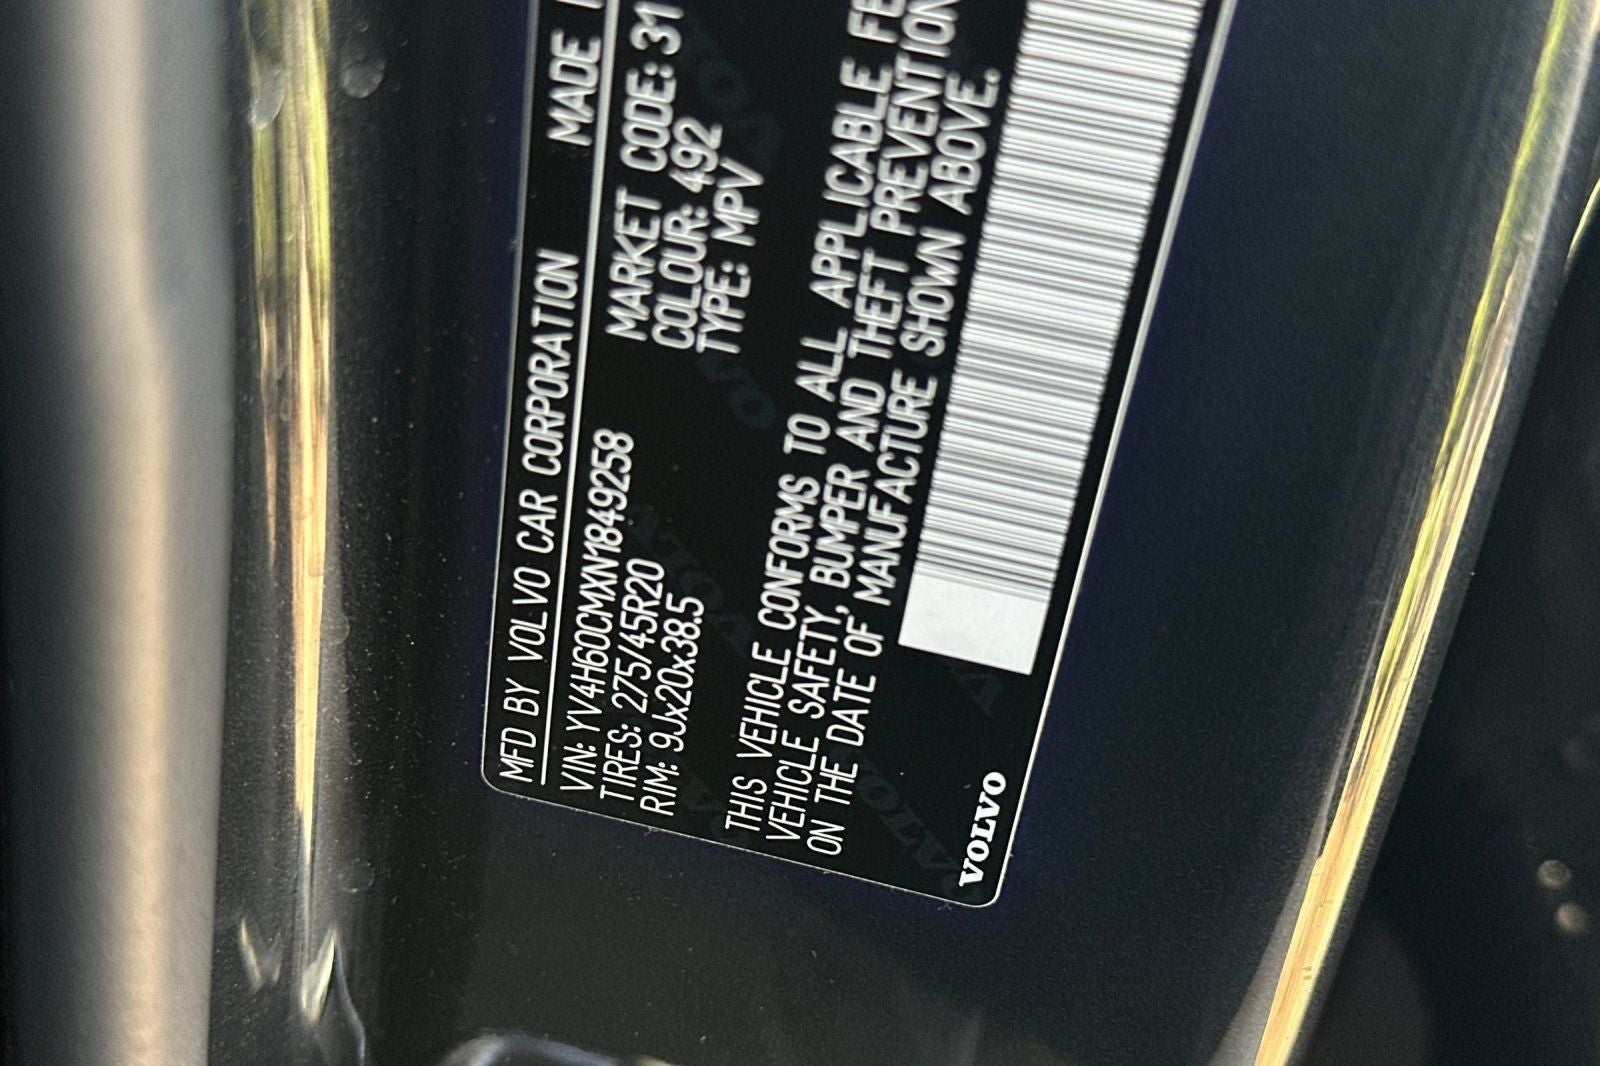 MFD BY VOLVO CAR CORPORATION MADE
VIN: YV4H60CMXN1849258 MARKET CODE: 31
TIRES: 275/45R20 COLOUR: 492
RIM: 9Jx20x38.5 TYPE: MPV
THIS VEHICLE CONFORMS TO ALL APPLICABLE FE
VEHICLE SAFETY, BUMPER AND THEFT PREVENTION
ON THE DATE OF MANUFACTURE SHOWN ABOVE.
VOLVO